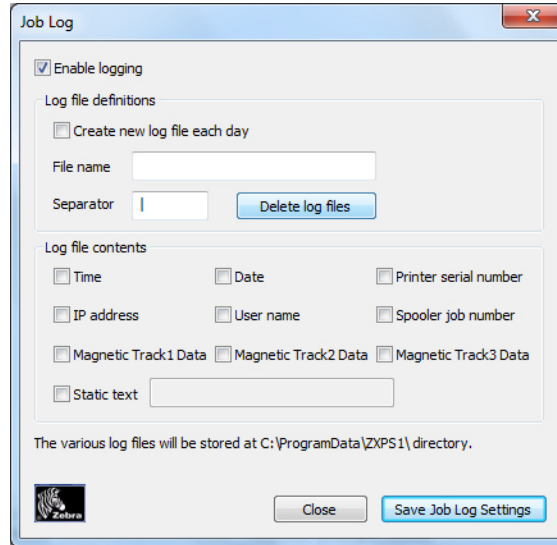 Job Log
Enable logging
Log file definitions
Create new log file each day
File name
Separator | Delete log files
Log file contents
Time Date Printer serial number
IP address User name Spooler job number
Magnetic Track1 Data Magnetic Track2 Data Magnetic Track3 Data
Static text
The various log files will be stored at C:\ProgramData\ZXPS1\ directory.
Zebra Close Save Job Log Settings